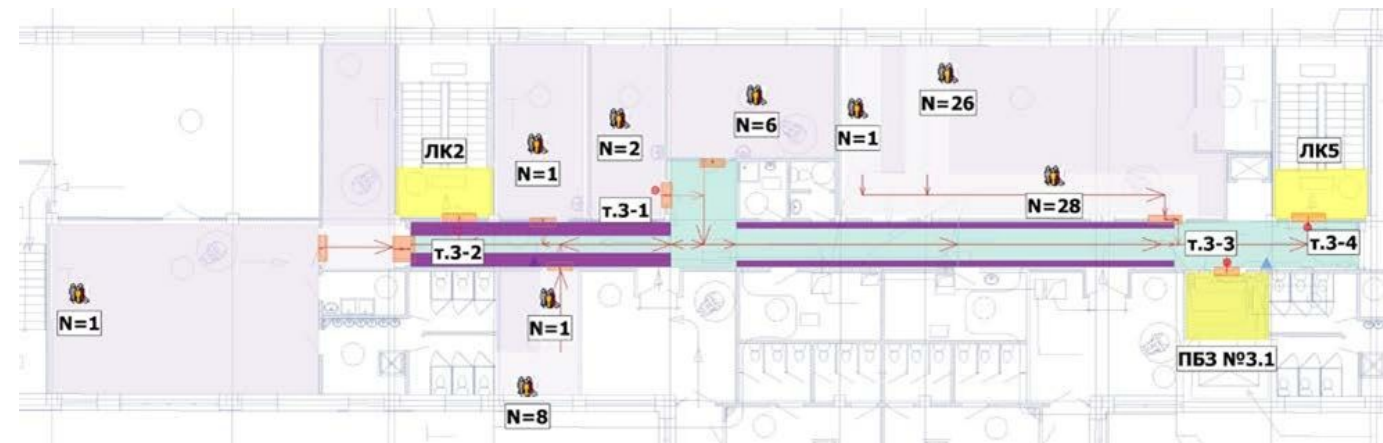 N=26
N=6
N=1
N=2
ЛК2
ЛК5
N=1
N=28
т.3-1
т.3-2
т.3-3
т.3-4
N=1
N=1
ПБЗ №3.1
N=8